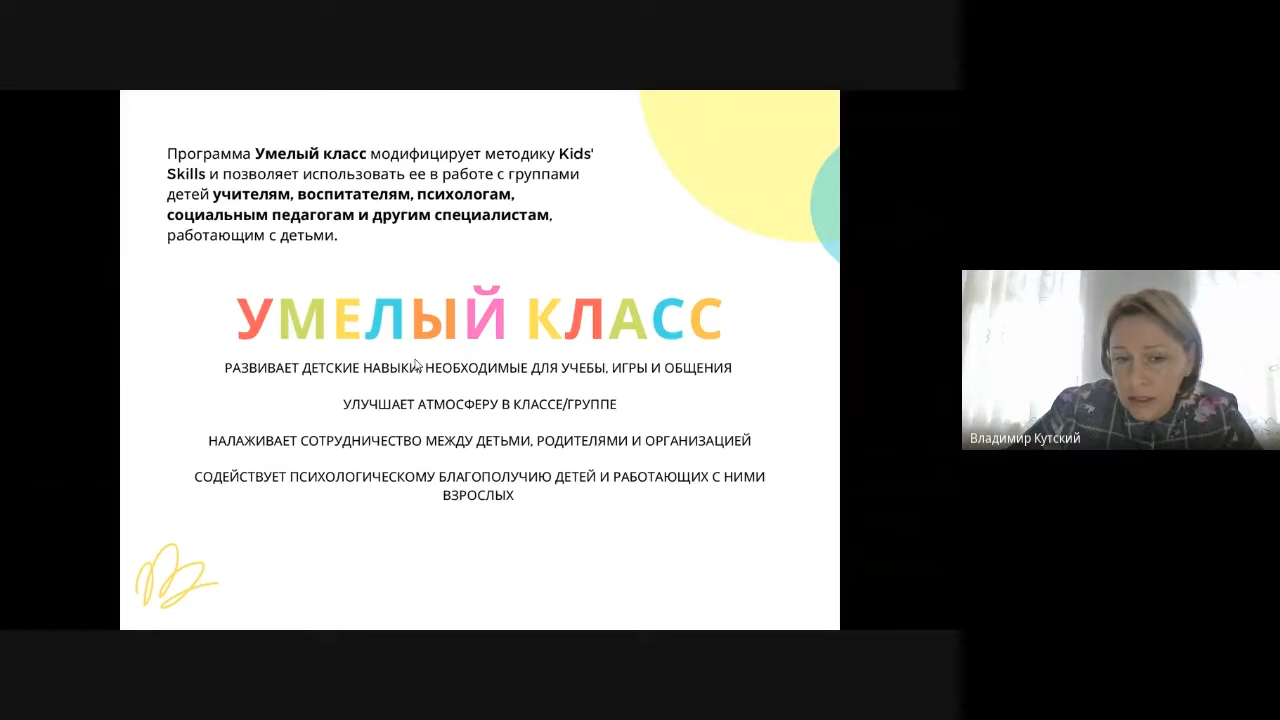 Программа Умелый класс модифицирует методику Kids'
Skills и позволяет использовать ее в работе с группами
детей учителям, воспитателям, психологам,
социальным педагогам и другим специалистам,
работающим с детьми.
УМЕЛЫЙ КЛАСС
РАЗВИВАЕТ ДЕТСКИЕ НАВЫКИ, НЕОБХОДИМЫЕ ДЛЯ УЧЕБЫ, ИГРЫ И ОБЩЕНИЯ
УЛУЧШАЕТ АТМОСФЕРУ В КЛАССЕ/ГРУППЕ
НАЛАЖИВАЕТ СОТРУДНИЧЕСТВО МЕЖДУ ДЕТЬМИ, РОДИТЕЛЯМИ И ОРГАНИЗАЦИЕЙ
СОДЕЙСТВУЕТ ПСИХОЛОГИЧЕСКОМУ БЛАГОПОЛУЧИЮ ДЕТЕЙ И РАБОТАЮЩИХ С НИМИ
ВЗРОСЛЫХ
Владимир Кутский